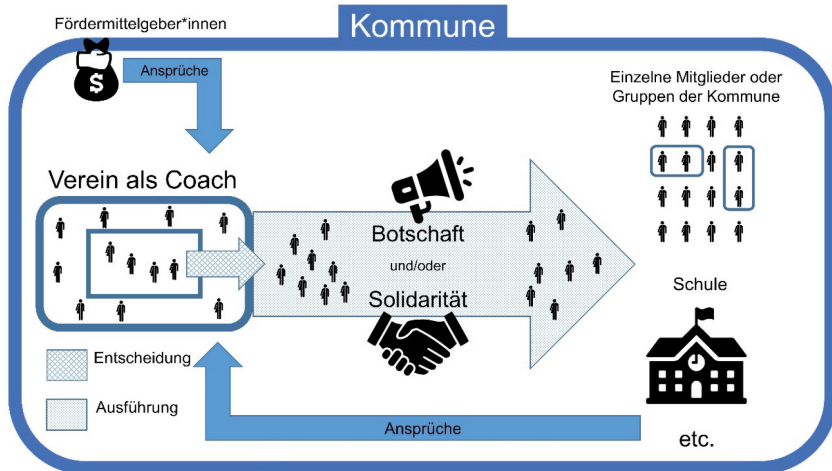 Kommune
Fördermittelgeber*innen
$
Ansprüche
Einzelne Mitglieder oder
Gruppen der Kommune
Verein als Coach
Botschaft
und/oder
Solidarität
Schule
Entscheidung
Ausführung
Ansprüche
etc.